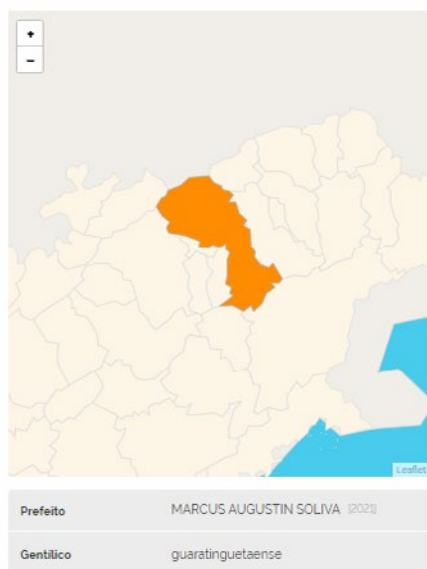 +
−
Leaflet
Prefeito MARCUS AUGUSTIN SOLIVA [2021]
Gentílico guaratinguetaense